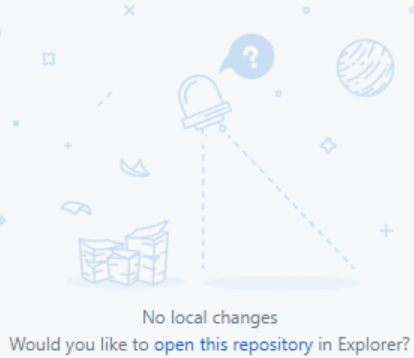 ?
No local changes
Would you like to open this repository in Explorer?